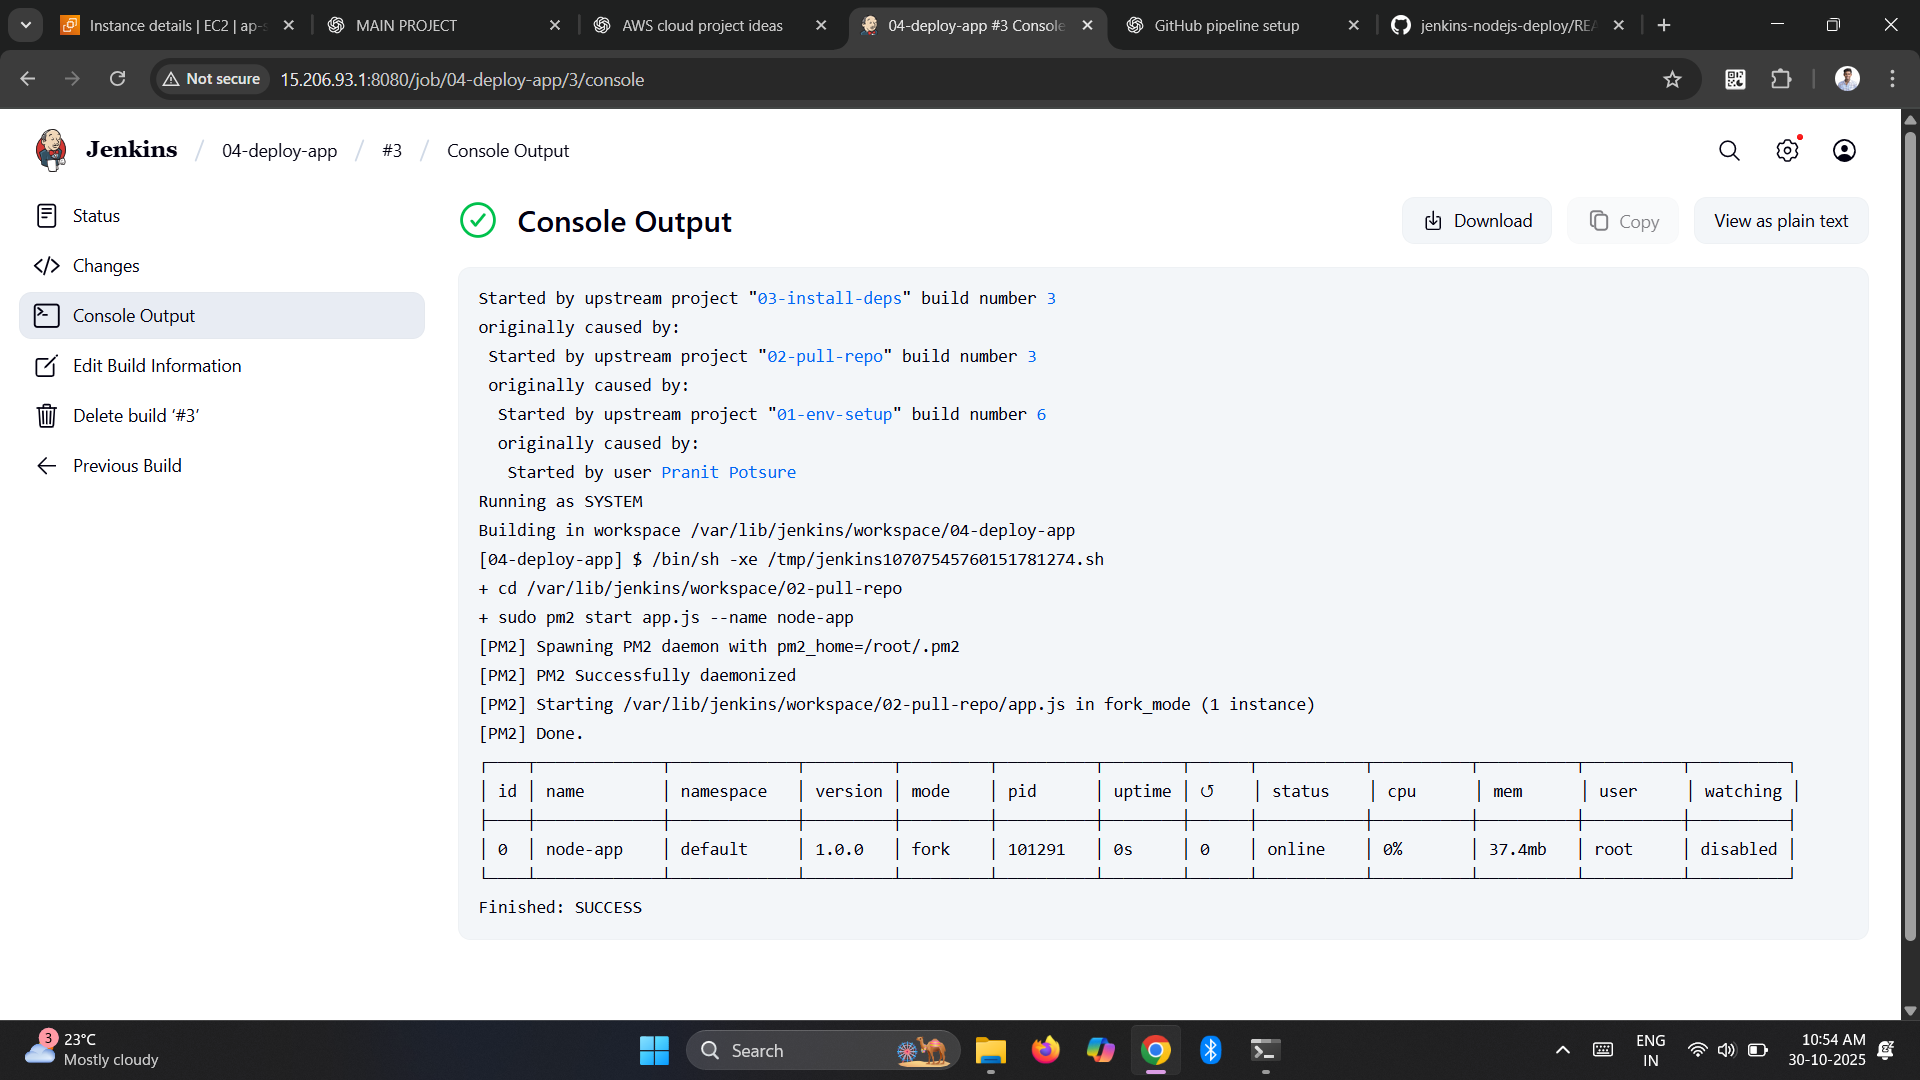 Instance details | EC2 | ap-s
MAIN PROJECT
AWS cloud project ideas
04-deploy-app #3 Console
GitHub pipeline setup
jenkins-nodejs-deploy/REA
Not secure
15.206.93.1:8080/job/04-deploy-app/3/console
Jenkins / 04-deploy-app / #3 / Console Output
Status
Changes
Console Output
Edit Build Information
Delete build ‘#3’
Previous Build
Console Output
Download
Copy
View as plain text
Started by upstream project "03-install-deps" build number 3
originally caused by:
Started by upstream project "02-pull-repo" build number 3
originally caused by:
Started by upstream project "01-env-setup" build number 6
originally caused by:
Started by user Pranit Potsure
Running as SYSTEM
Building in workspace /var/lib/jenkins/workspace/04-deploy-app
[04-deploy-app] $ /bin/sh -xe /tmp/jenkins10707545760151781274.sh
+ cd /var/lib/jenkins/workspace/02-pull-repo
+ sudo pm2 start app.js --name node-app
[PM2] Spawning PM2 daemon with pm2_home=/root/.pm2
[PM2] PM2 Successfully daemonized
[PM2] Starting /var/lib/jenkins/workspace/02-pull-repo/app.js in fork_mode (1 instance)
[PM2] Done.
│ id │ name │ namespace │ version │ mode │ pid │ uptime │ ↺ │ status │ cpu │ mem │ user │ watching │
│ 0 │ node-app │ default │ 1.0.0 │ fork │ 101291 │ 0s │ 0 │ online │ 0% │ 37.4mb │ root │ disabled │
Finished: SUCCESS
3
23°C
Mostly cloudy
Search
ENG
IN
10:54 AM
30-10-2025